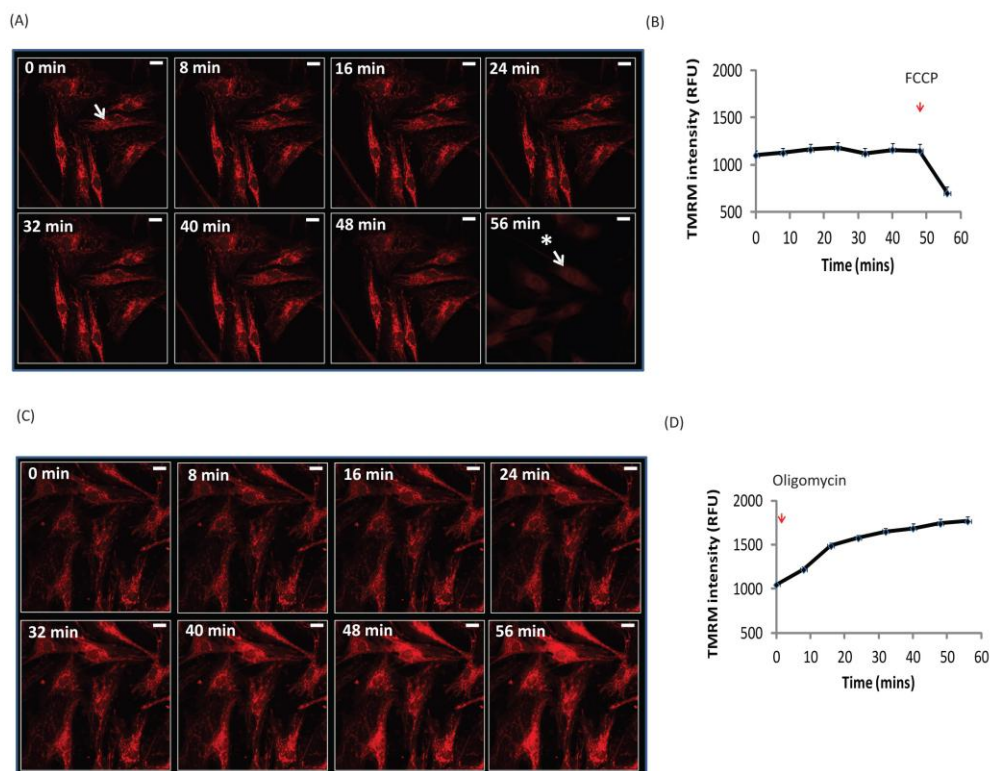 (A)
0 min
8 min
16 min
24 min
32 min
40 min
48 min
56 min
*
(B)
TMRM intensity (RFU)
2000
1500
1000
500
FCCP
0 10 20 30 40 50 60
Time (mins)
(C)
0 min
8 min
16 min
24 min
32 min
40 min
48 min
56 min
(D)
Oligomycin
TMRM intensity (RFU)
2000
1500
1000
500
0 10 20 30 40 50 60
Time (mins)